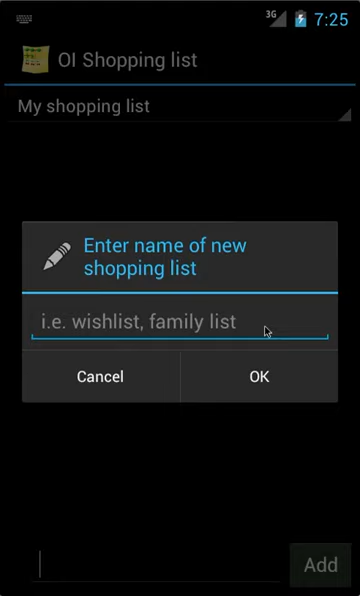 3G 7:25
OI Shopping list
My shopping list
Enter name of new
shopping list
i.e. wishlist, family list
Cancel OK
Add